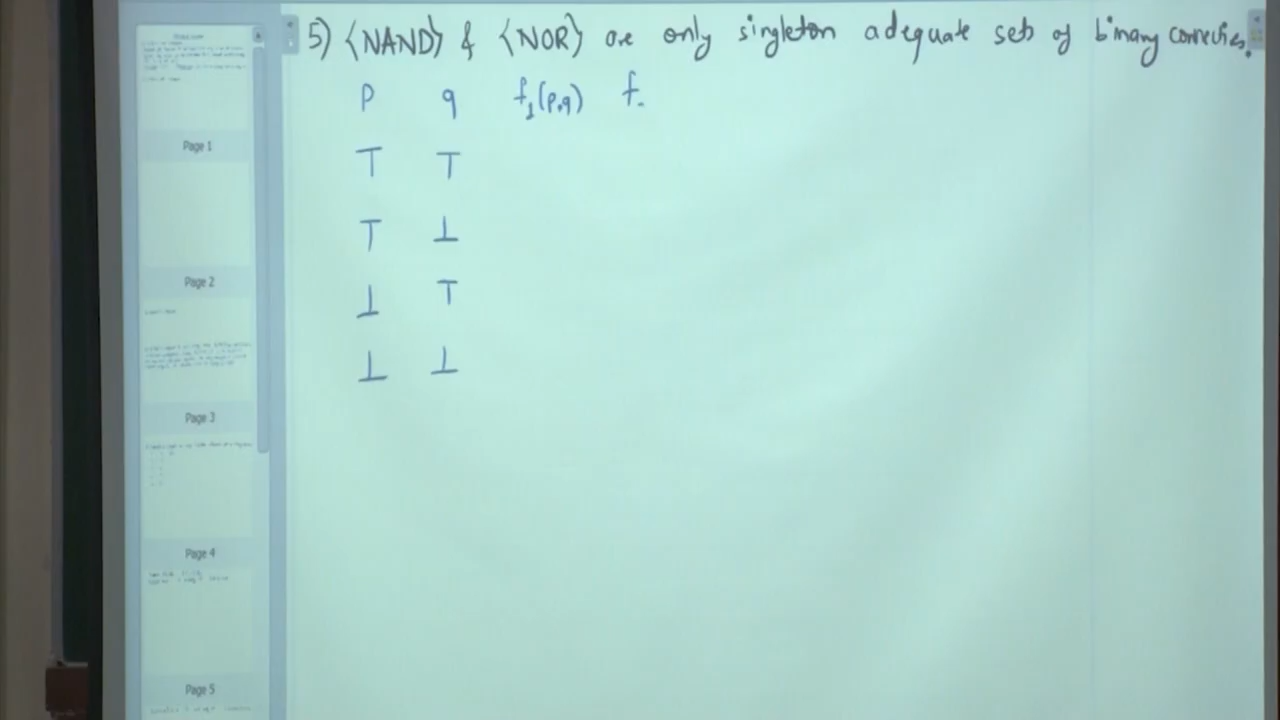 5) {NAND} & {NOR} are only singleton adequate sets of binary connectives.
p q f₁(p,q) f.
⊤ ⊤
⊤ ⊥
⊥ ⊤
⊥ ⊥
Page 1
Page 2
Page 3
Page 4
Page 5